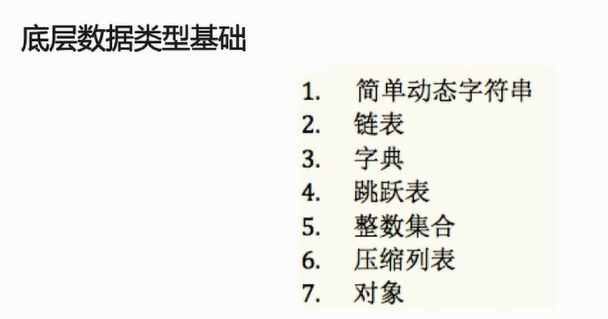 底层数据类型基础
1. 简单动态字符串
2. 链表
3. 字典
4. 跳跃表
5. 整数集合
6. 压缩列表
7. 对象